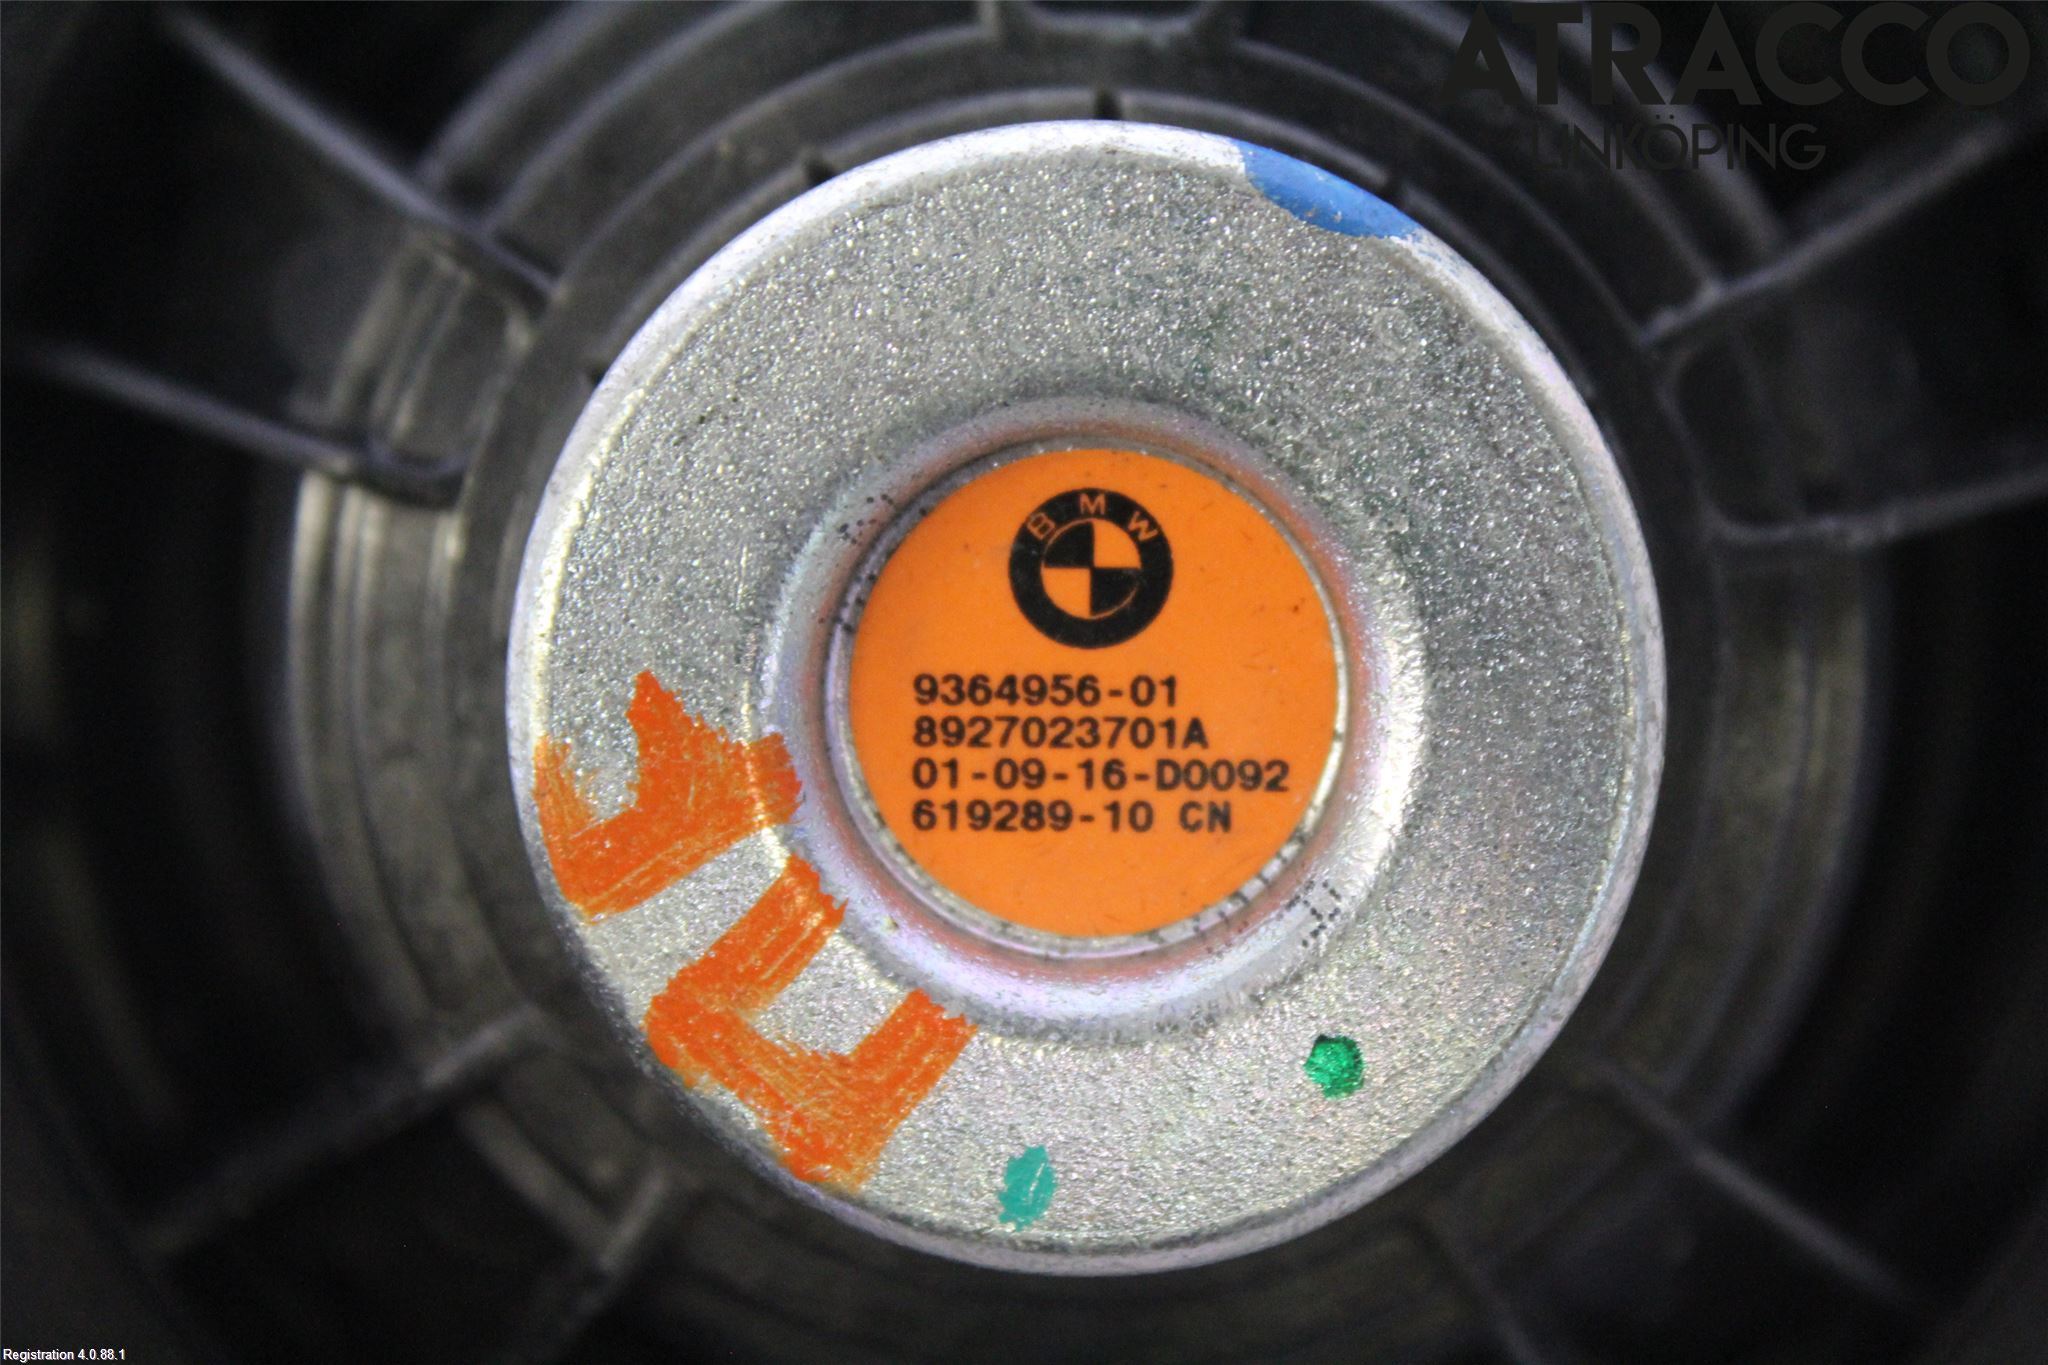 ATRACCO
LINKÖPING
BMW
9364956-01
8927023701A
01-09-16-D0092
619289-10 CN
Registration 4.0.88.1